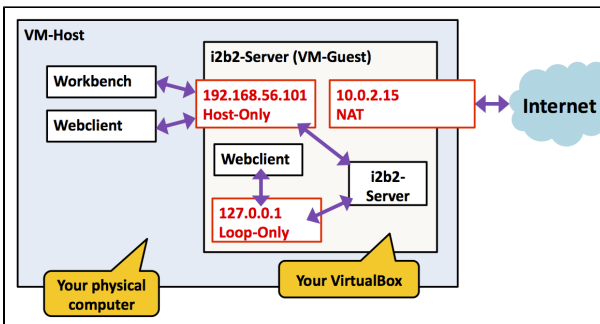 VM-Host
i2b2-Server (VM-Guest)
Workbench
Webclient
192.168.56.101
Host-Only
10.0.2.15
NAT
Internet
Webclient
i2b2-
Server
127.0.0.1
Loop-Only
Your physical
computer
Your VirtualBox